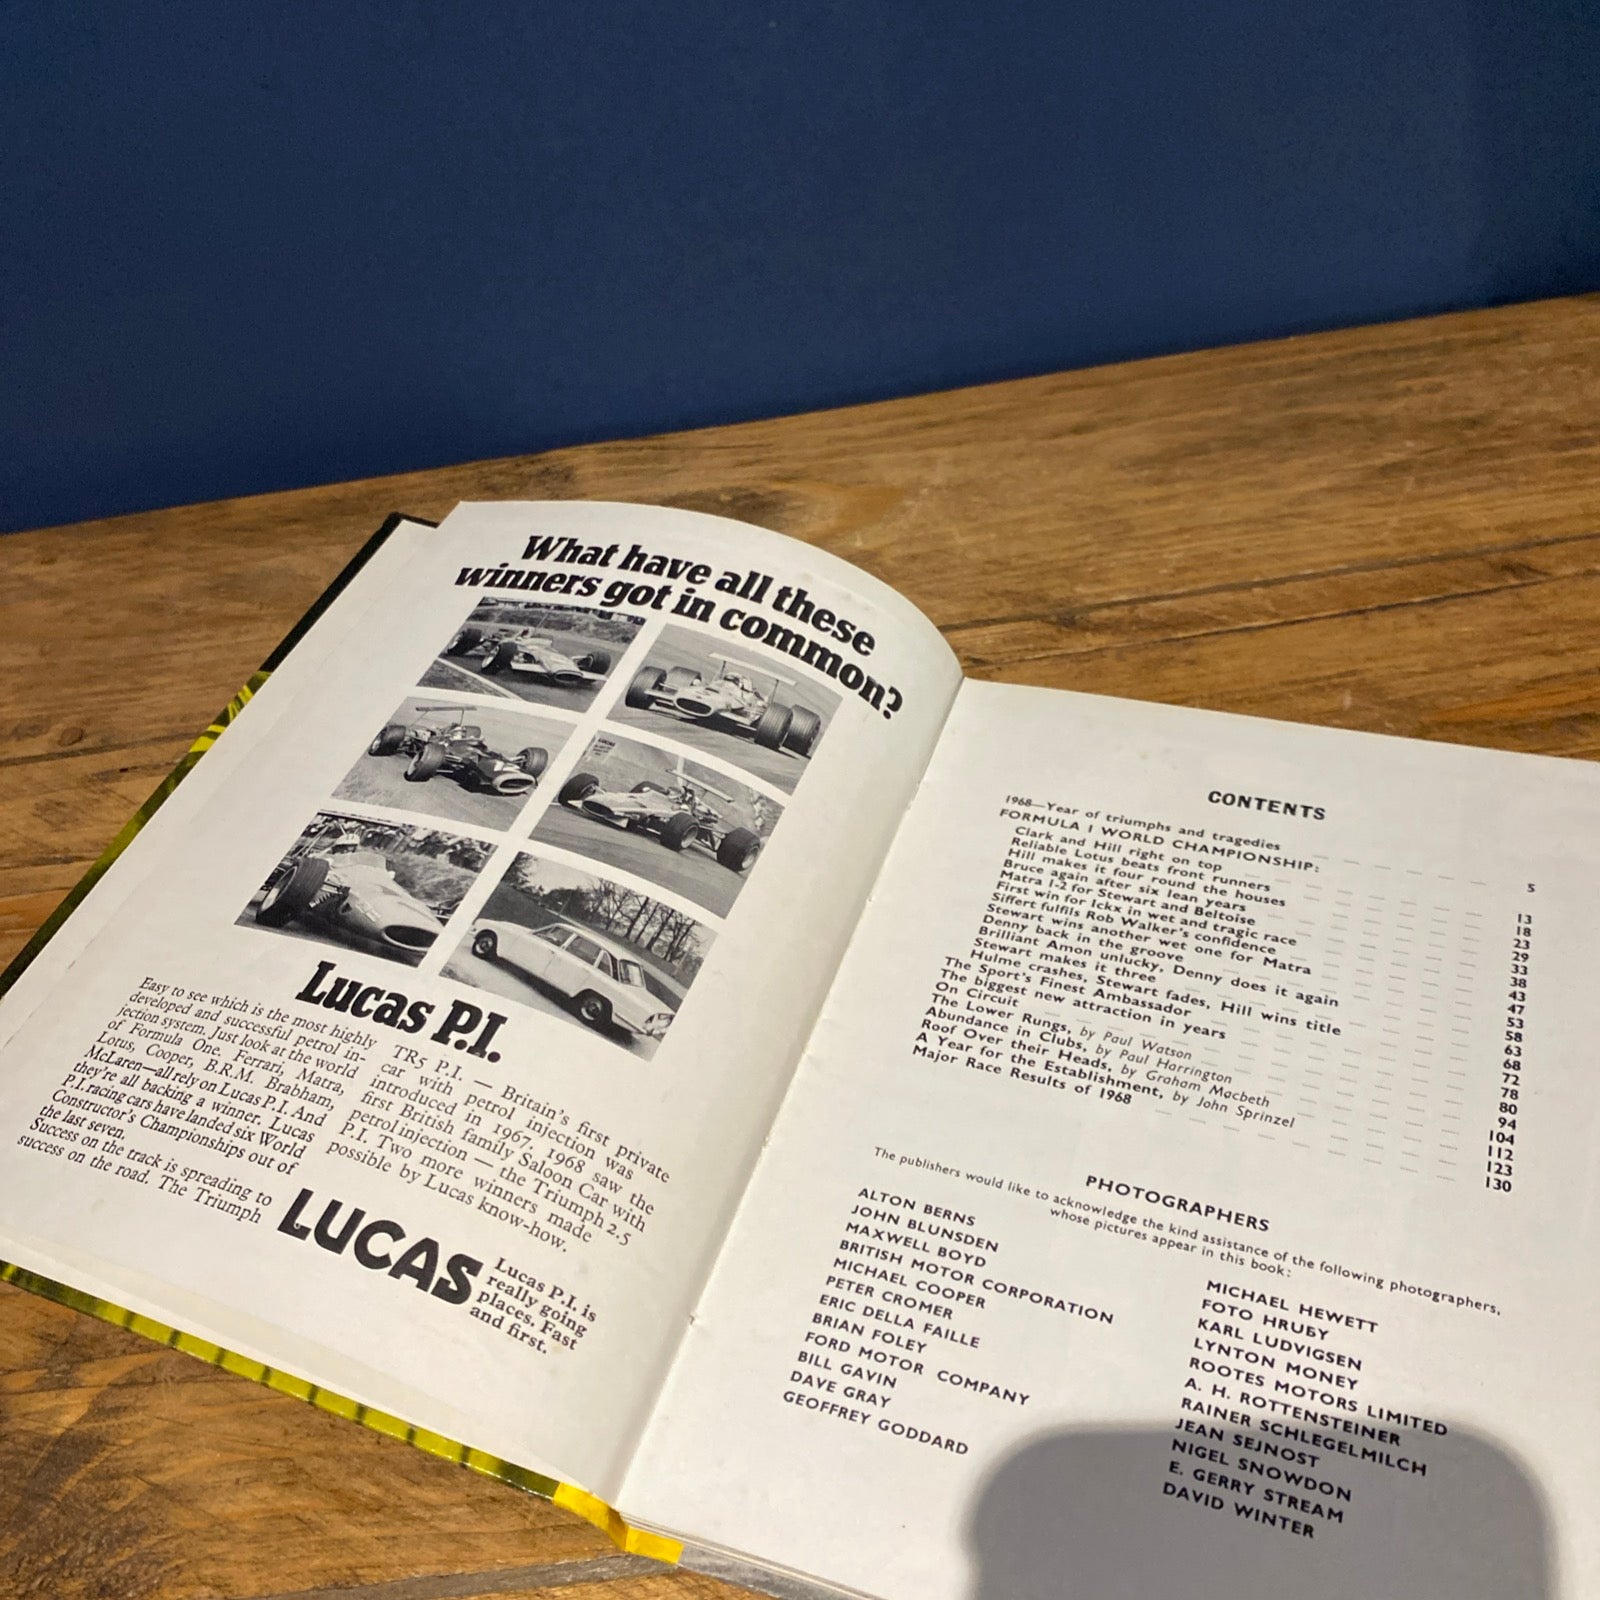 What have all these
winners got in common?
LUCAS
Lucas P.I.
Easy to see which is the most highly
developed and successful petrol in-
jection system. Just look at the world
of Formula One. Ferrari, Matra,
Lotus, Cooper, B.R.M. Brabham,
McLaren—all rely on Lucas P.I. And
they're all backing a winner. Lucas
P.I. racing cars have landed six World
Constructor's Championships out of
the last seven.
Success on the track is spreading to
success on the road. The Triumph
TR5 P.I. — Britain's first private
car with petrol injection was
introduced in 1967. 1968 saw the
first British family Saloon Car with
petrol injection — the Triumph 2.5
P.I. Two more winners made
possible by Lucas know-how.
LUCAS
Lucas P.I. is
really going
places. Fast
and first.
CONTENTS
1968—Year of triumphs and tragedies 5
FORMULA 1 WORLD CHAMPIONSHIP:
Clark and Hill right on top 13
Reliable Lotus beats front runners 18
Hill makes it four round the houses 23
Bruce again after six lean years 29
Matra 1-2 for Stewart and Beltoise 33
First win for Ickx in wet and tragic race 38
Siffert fulfils Rob Walker's confidence 43
Stewart wins another wet one for Matra 47
Denny back in the groove 53
Brilliant Amon unlucky, Denny does it again 58
Stewart makes it three 63
Hulme crashes, Stewart fades, Hill wins title 68
The Sport's Finest Ambassador 72
The biggest new attraction in years 78
On Circuit 80
The Lower Rungs, by Paul Watson 94
Abundance in Clubs, by Paul Harrington 104
Roof Over their Heads, by Graham Macbeth 112
A Year for the Establishment, by John Sprinzel 123
Major Race Results of 1968 130
PHOTOGRAPHERS
The publishers would like to acknowledge the kind assistance of the following photographers,
whose pictures appear in this book:
ALTON BERNS
JOHN BLUNSDEN
MAXWELL BOYD
BRITISH MOTOR CORPORATION
MICHAEL COOPER
PETER CROMER
ERIC DELLA FAILLE
BRIAN FOLEY
FORD MOTOR COMPANY
BILL GAVIN
DAVE GRAY
GEOFFREY GODDARD
MICHAEL HEWETT
FOTO HRUBY
KARL LUDVIGSEN
LYNTON MONEY
ROOTES MOTORS LIMITED
A. H. ROTTENSTEINER
RAINER SCHLEGELMILCH
JEAN SEJNOST
NIGEL SNOWDON
E. GERRY STREAM
DAVID WINTER